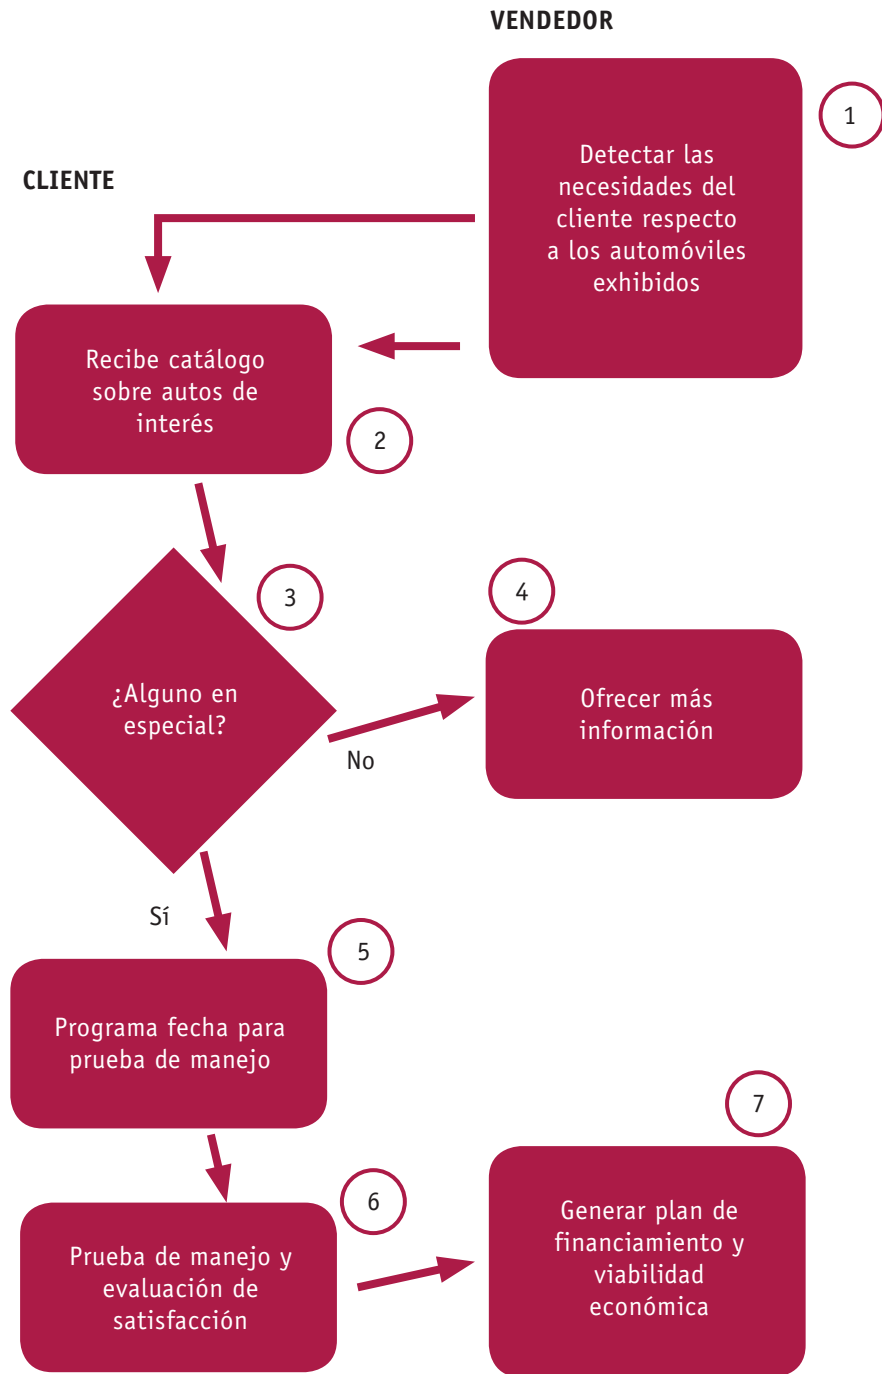 VENDEDOR
1
Detectar las
necesidades del
cliente respecto
a los automóviles
exhibidos
CLIENTE
Recibe catálogo
sobre autos de
interés
2
3
¿Alguno en
especial?
No
4
Ofrecer más
información
Sí
5
Programa fecha para
prueba de manejo
6
Prueba de manejo y
evaluación de
satisfacción
7
Generar plan de
financiamiento y
viabilidad
económica